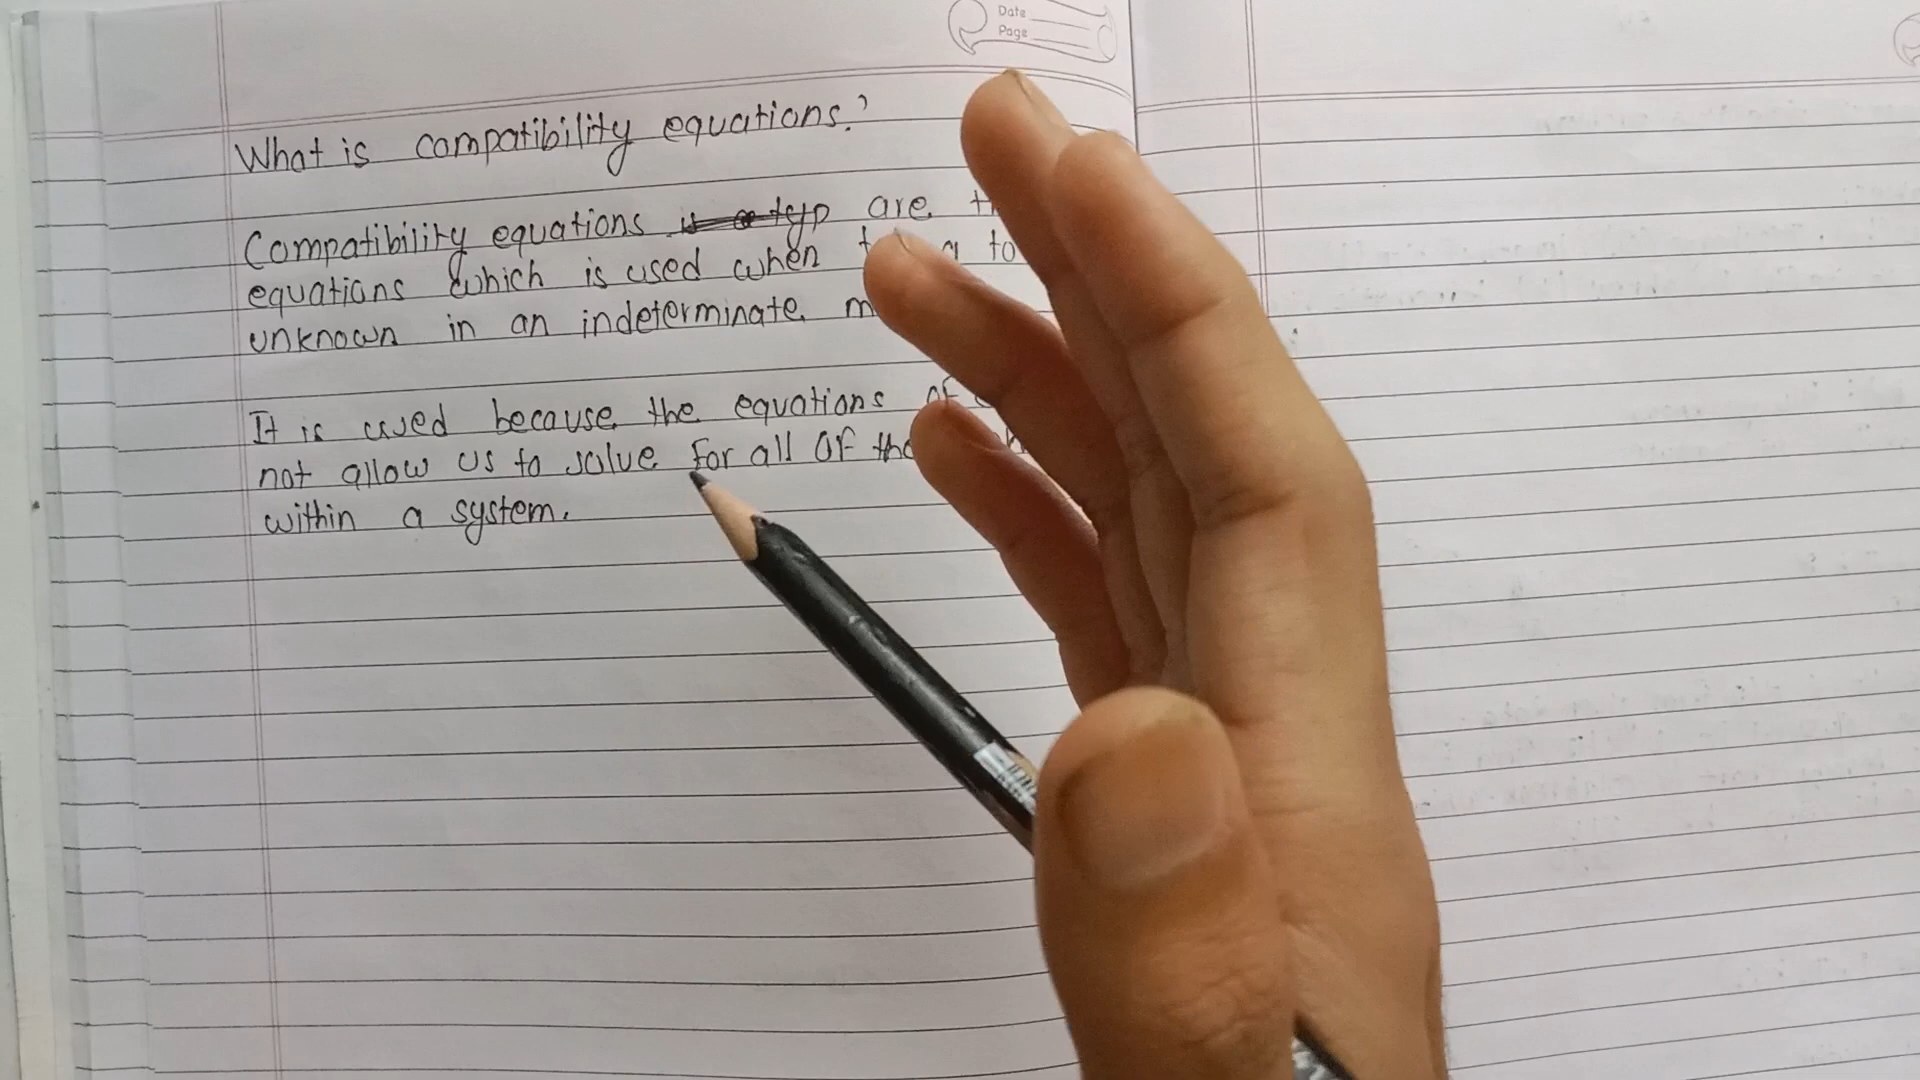 Date
Page
What is compatibility equations?
Compatibility equations are
equations which is used when to
unknown in an indeterminate
It is used because the equations of
not allow us to solve for all of the
within a system.